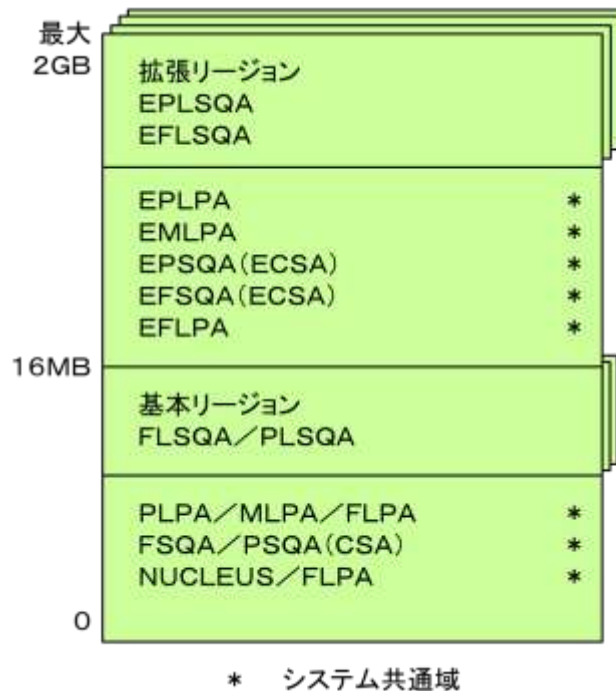 最大
2GB
拡張リージョン
EPLSQA
EFLSQA
EPLPA *
EMLPA *
EPSQA(ECSA) *
EFSQA(ECSA) *
EFLPA *
16MB
基本リージョン
FLSQA／PLSQA
PLPA／MLPA／FLPA *
FSQA／PSQA(CSA) *
NUCLEUS／FLPA *
0
* システム共通域